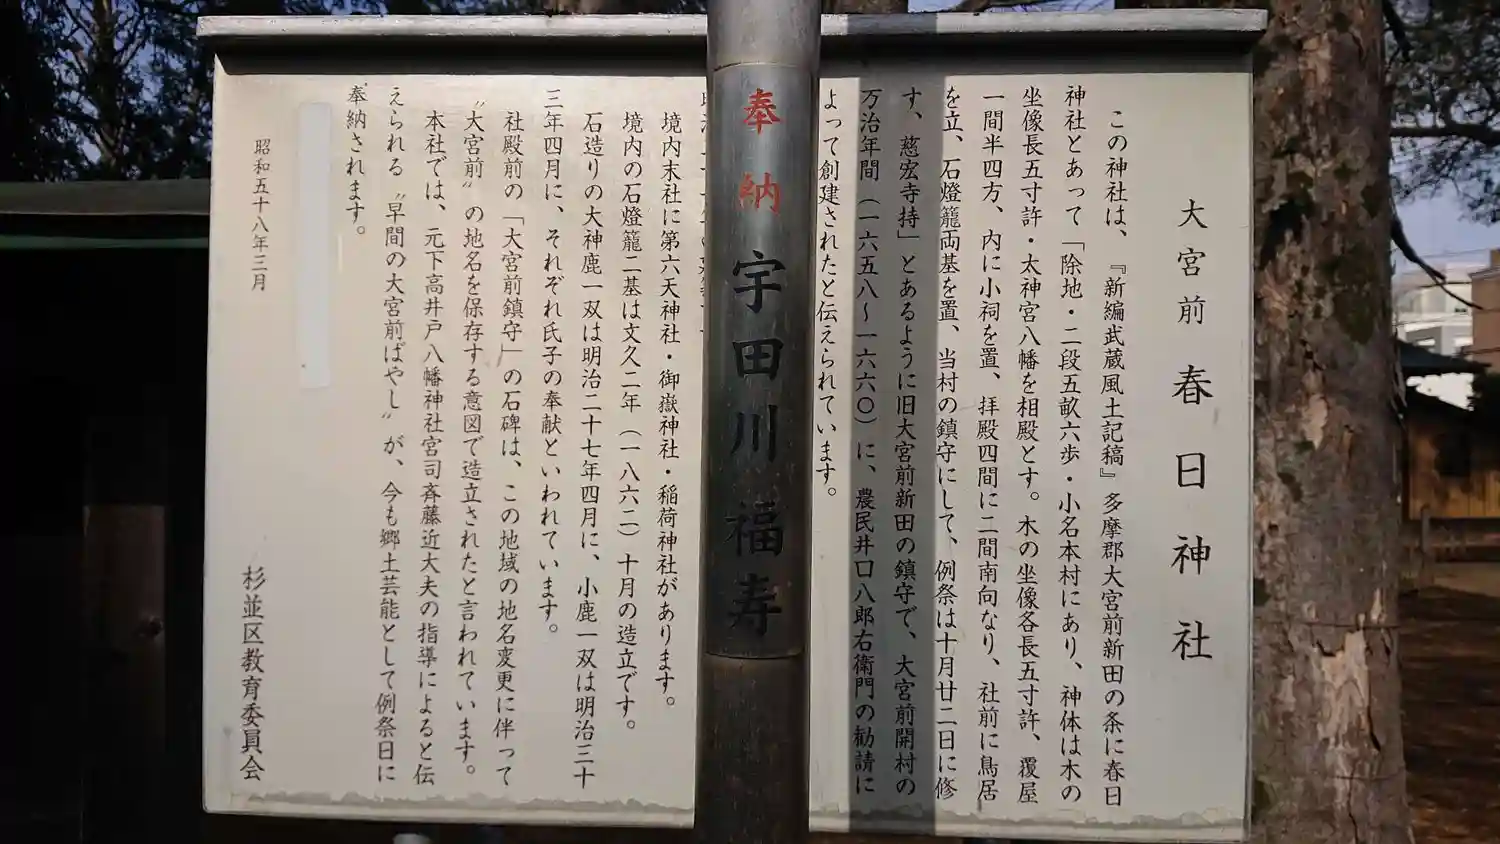 大宮前 春日神社
この神社は、『新編武蔵風土記稿』多摩郡大宮前新田の条に春日
神社とあって「除地・二段五畝六歩・小名本村にあり、神体は木の
坐像長五寸許・太神宮八幡を相殿とす。木の坐像各長五寸許、覆屋
一間半四方、内に小祠を置、拝殿四間に二間南向なり、社前に鳥居
を立、石燈籠両基を置、当村の鎮守にして、例祭は十月廿二日に修
す、慈宏寺持」とあるように旧大宮前新田の鎮守で、大宮前開村の
万治年間（一六五八〜一六六〇）に、農民井口八郎右衛門の勧請に
よって創建されたと伝えられています。
奉納 宇田川福寿
境内末社に第六天神社・御嶽神社・稲荷神社があります。
境内の石燈籠二基は文久二年（一八六二）十月の造立です。
石造りの大神鹿一双は明治二十七年四月に、小鹿一双は明治三十
三年四月に、それぞれ氏子の奉献といわれています。
社殿前の「大宮前鎮守」の石碑は、この地域の地名変更に伴って
〝大宮前〟の地名を保存する意図で造立されたと言われています。
本社では、元下高井戸八幡神社宮司斉藤近大夫の指導によると伝
えられる〝早間の大宮前ばやし〟が、今も郷土芸能として例祭日に
奉納されます。
昭和五十八年三月
杉並区教育委員会